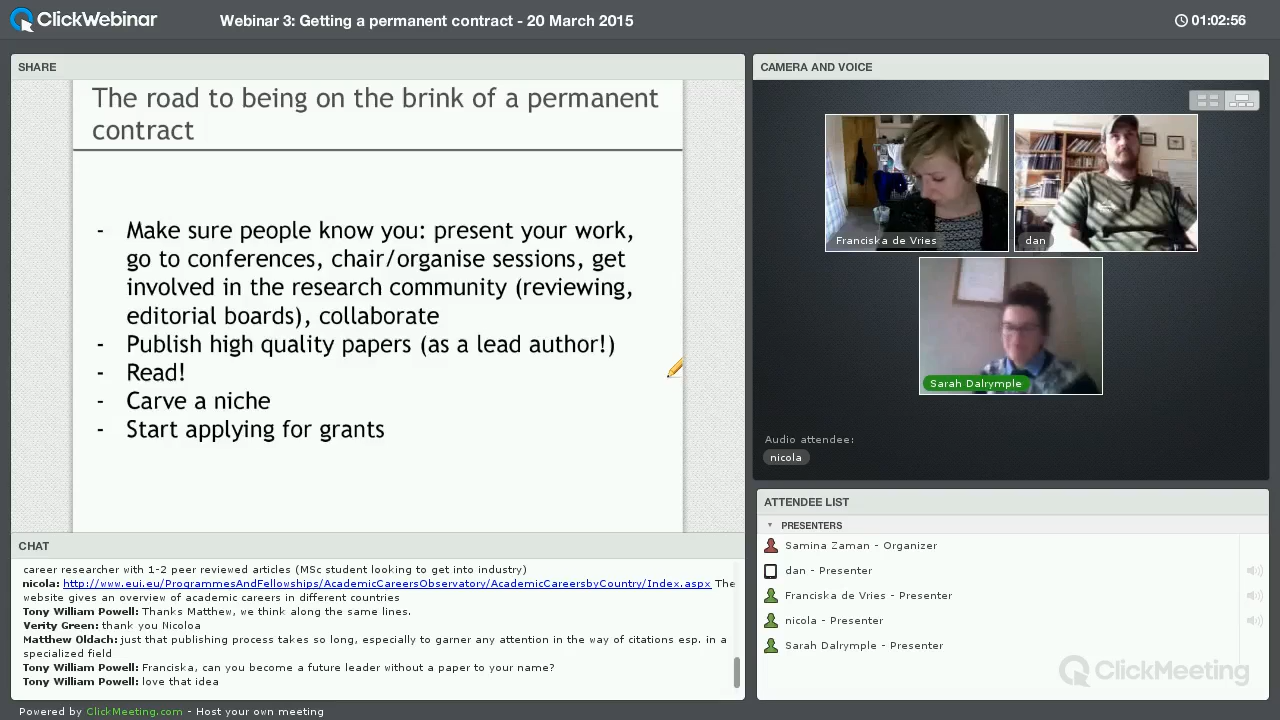 ClickWebinar
Webinar 3: Getting a permanent contract - 20 March 2015
01:02:56
SHARE
The road to being on the brink of a permanent
contract
- Make sure people know you: present your work,
go to conferences, chair/organise sessions, get
involved in the research community (reviewing,
editorial boards), collaborate
- Publish high quality papers (as a lead author!)
- Read!
- Carve a niche
- Start applying for grants
CHAT
career researcher with 1-2 peer reviewed articles (MSc student looking to get into industry)
nicola: http://www.eui.eu/ProgrammesAndFellowships/AcademicCareersObservatory/AcademicCareersbyCountry/Index.aspx The
website gives an overview of academic careers in different countries
Tony William Powell: Thanks Matthew, we think along the same lines.
Verity Green: thank you Nicoloa
Matthew Oldach: just that publishing process takes so long, especially to garner any attention in the way of citations esp. in a
specialized field
Tony William Powell: Franciska, can you become a future leader without a paper to your name?
Tony William Powell: love that idea
CAMERA AND VOICE
Franciska de Vries
dan
Sarah Dalrymple
Audio attendee:
nicola
ATTENDEE LIST
PRESENTERS
Samina Zaman - Organizer
dan - Presenter
Franciska de Vries - Presenter
nicola - Presenter
Sarah Dalrymple - Presenter
ClickMeeting
Powered by ClickMeeting.com - Host your own meeting